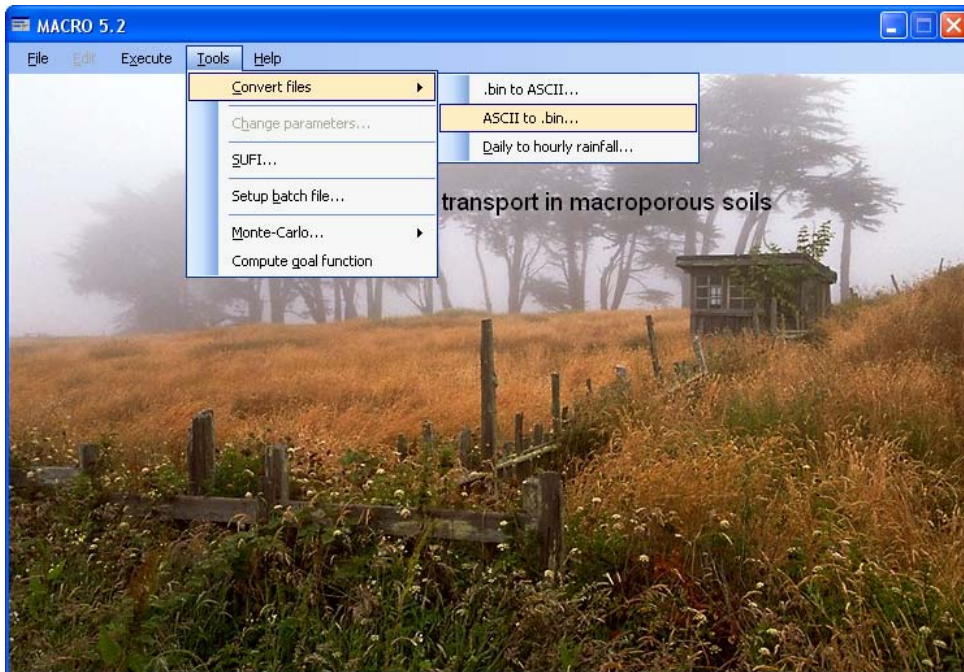 MACRO 5.2
File Edit Execute Tools Help
Convert files
Change parameters...
SUFI...
Setup batch file...
Monte-Carlo...
Compute goal function
.bin to ASCII...
ASCII to .bin...
Daily to hourly rainfall...
transport in macroporous soils